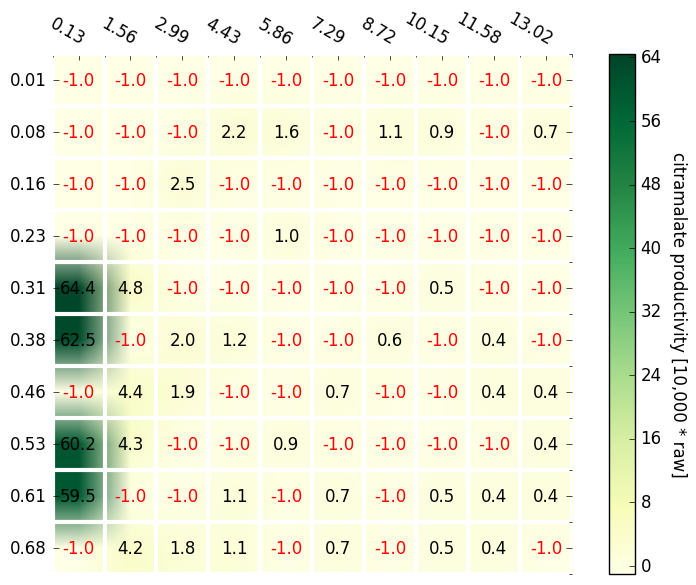 0.13 1.56 2.99 4.43 5.86 7.29 8.72 10.15 11.58 13.02
0.01 -1.0 -1.0 -1.0 -1.0 -1.0 -1.0 -1.0 -1.0 -1.0 -1.0
0.08 -1.0 -1.0 -1.0 2.2 1.6 -1.0 1.1 0.9 -1.0 0.7
0.16 -1.0 -1.0 2.5 -1.0 -1.0 -1.0 -1.0 -1.0 -1.0 -1.0
0.23 -1.0 -1.0 -1.0 -1.0 1.0 -1.0 -1.0 -1.0 -1.0 -1.0
0.31 64.4 4.8 -1.0 -1.0 -1.0 -1.0 -1.0 0.5 -1.0 -1.0
0.38 62.5 -1.0 2.0 1.2 -1.0 -1.0 0.6 -1.0 0.4 -1.0
0.46 -1.0 4.4 1.9 -1.0 -1.0 0.7 -1.0 -1.0 0.4 0.4
0.53 60.2 4.3 -1.0 -1.0 0.9 -1.0 -1.0 -1.0 -1.0 0.4
0.61 59.5 -1.0 -1.0 1.1 -1.0 0.7 -1.0 0.5 0.4 0.4
0.68 -1.0 4.2 1.8 1.1 -1.0 0.7 -1.0 0.5 0.4 -1.0
64
56
48
40
32
24
16
8
0
citramalate productivity [10,000 * raw]